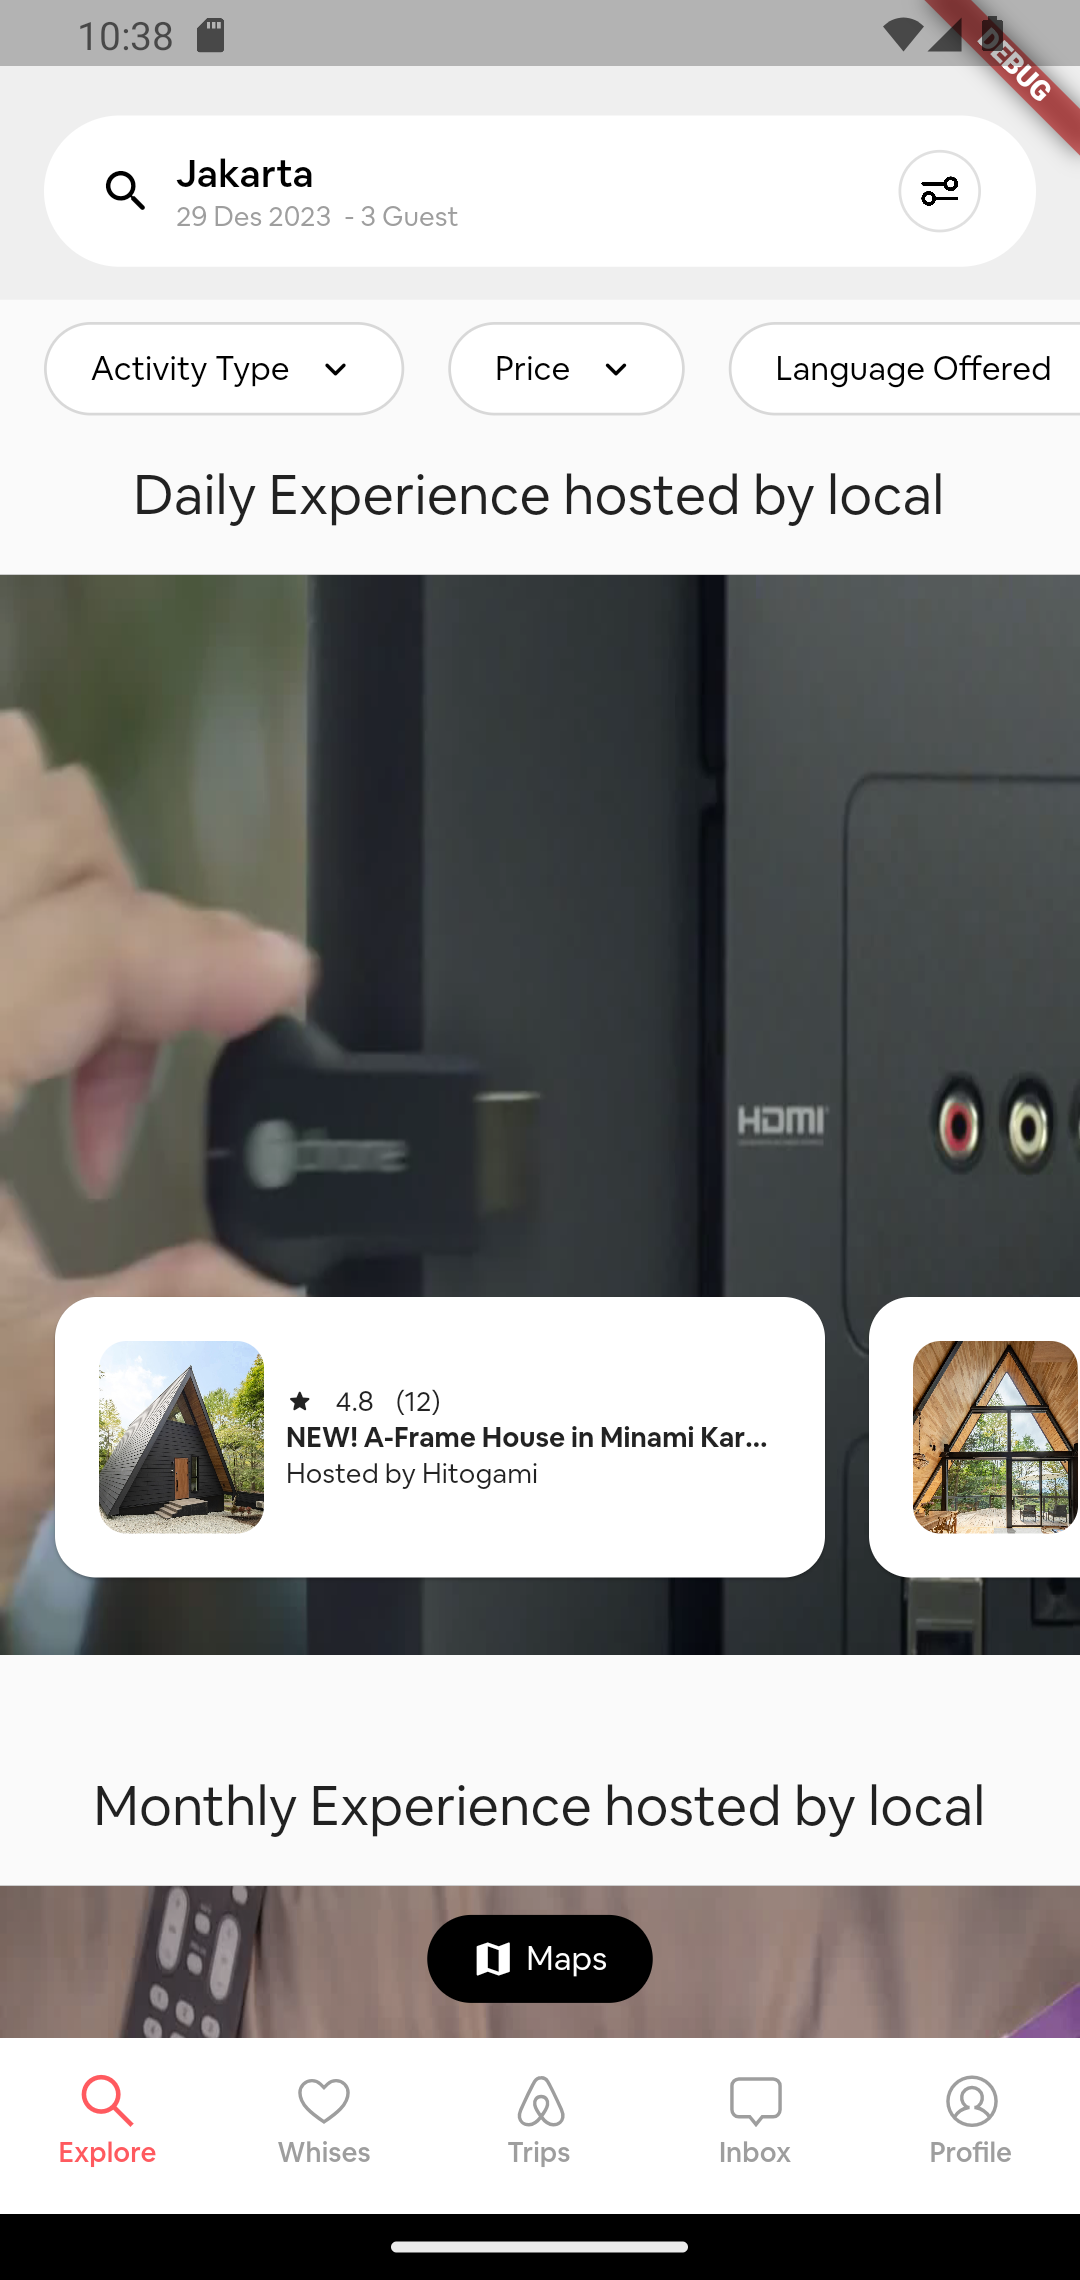 10:38
DEBUG
Jakarta
29 Des 2023 - 3 Guest
Activity Type
Price
Language Offered
Daily Experience hosted by local
HDMI
4.8 (12)
NEW! A-Frame House in Minami Kar...
Hosted by Hitogami
Monthly Experience hosted by local
Maps
Explore
Whises
Trips
Inbox
Profile